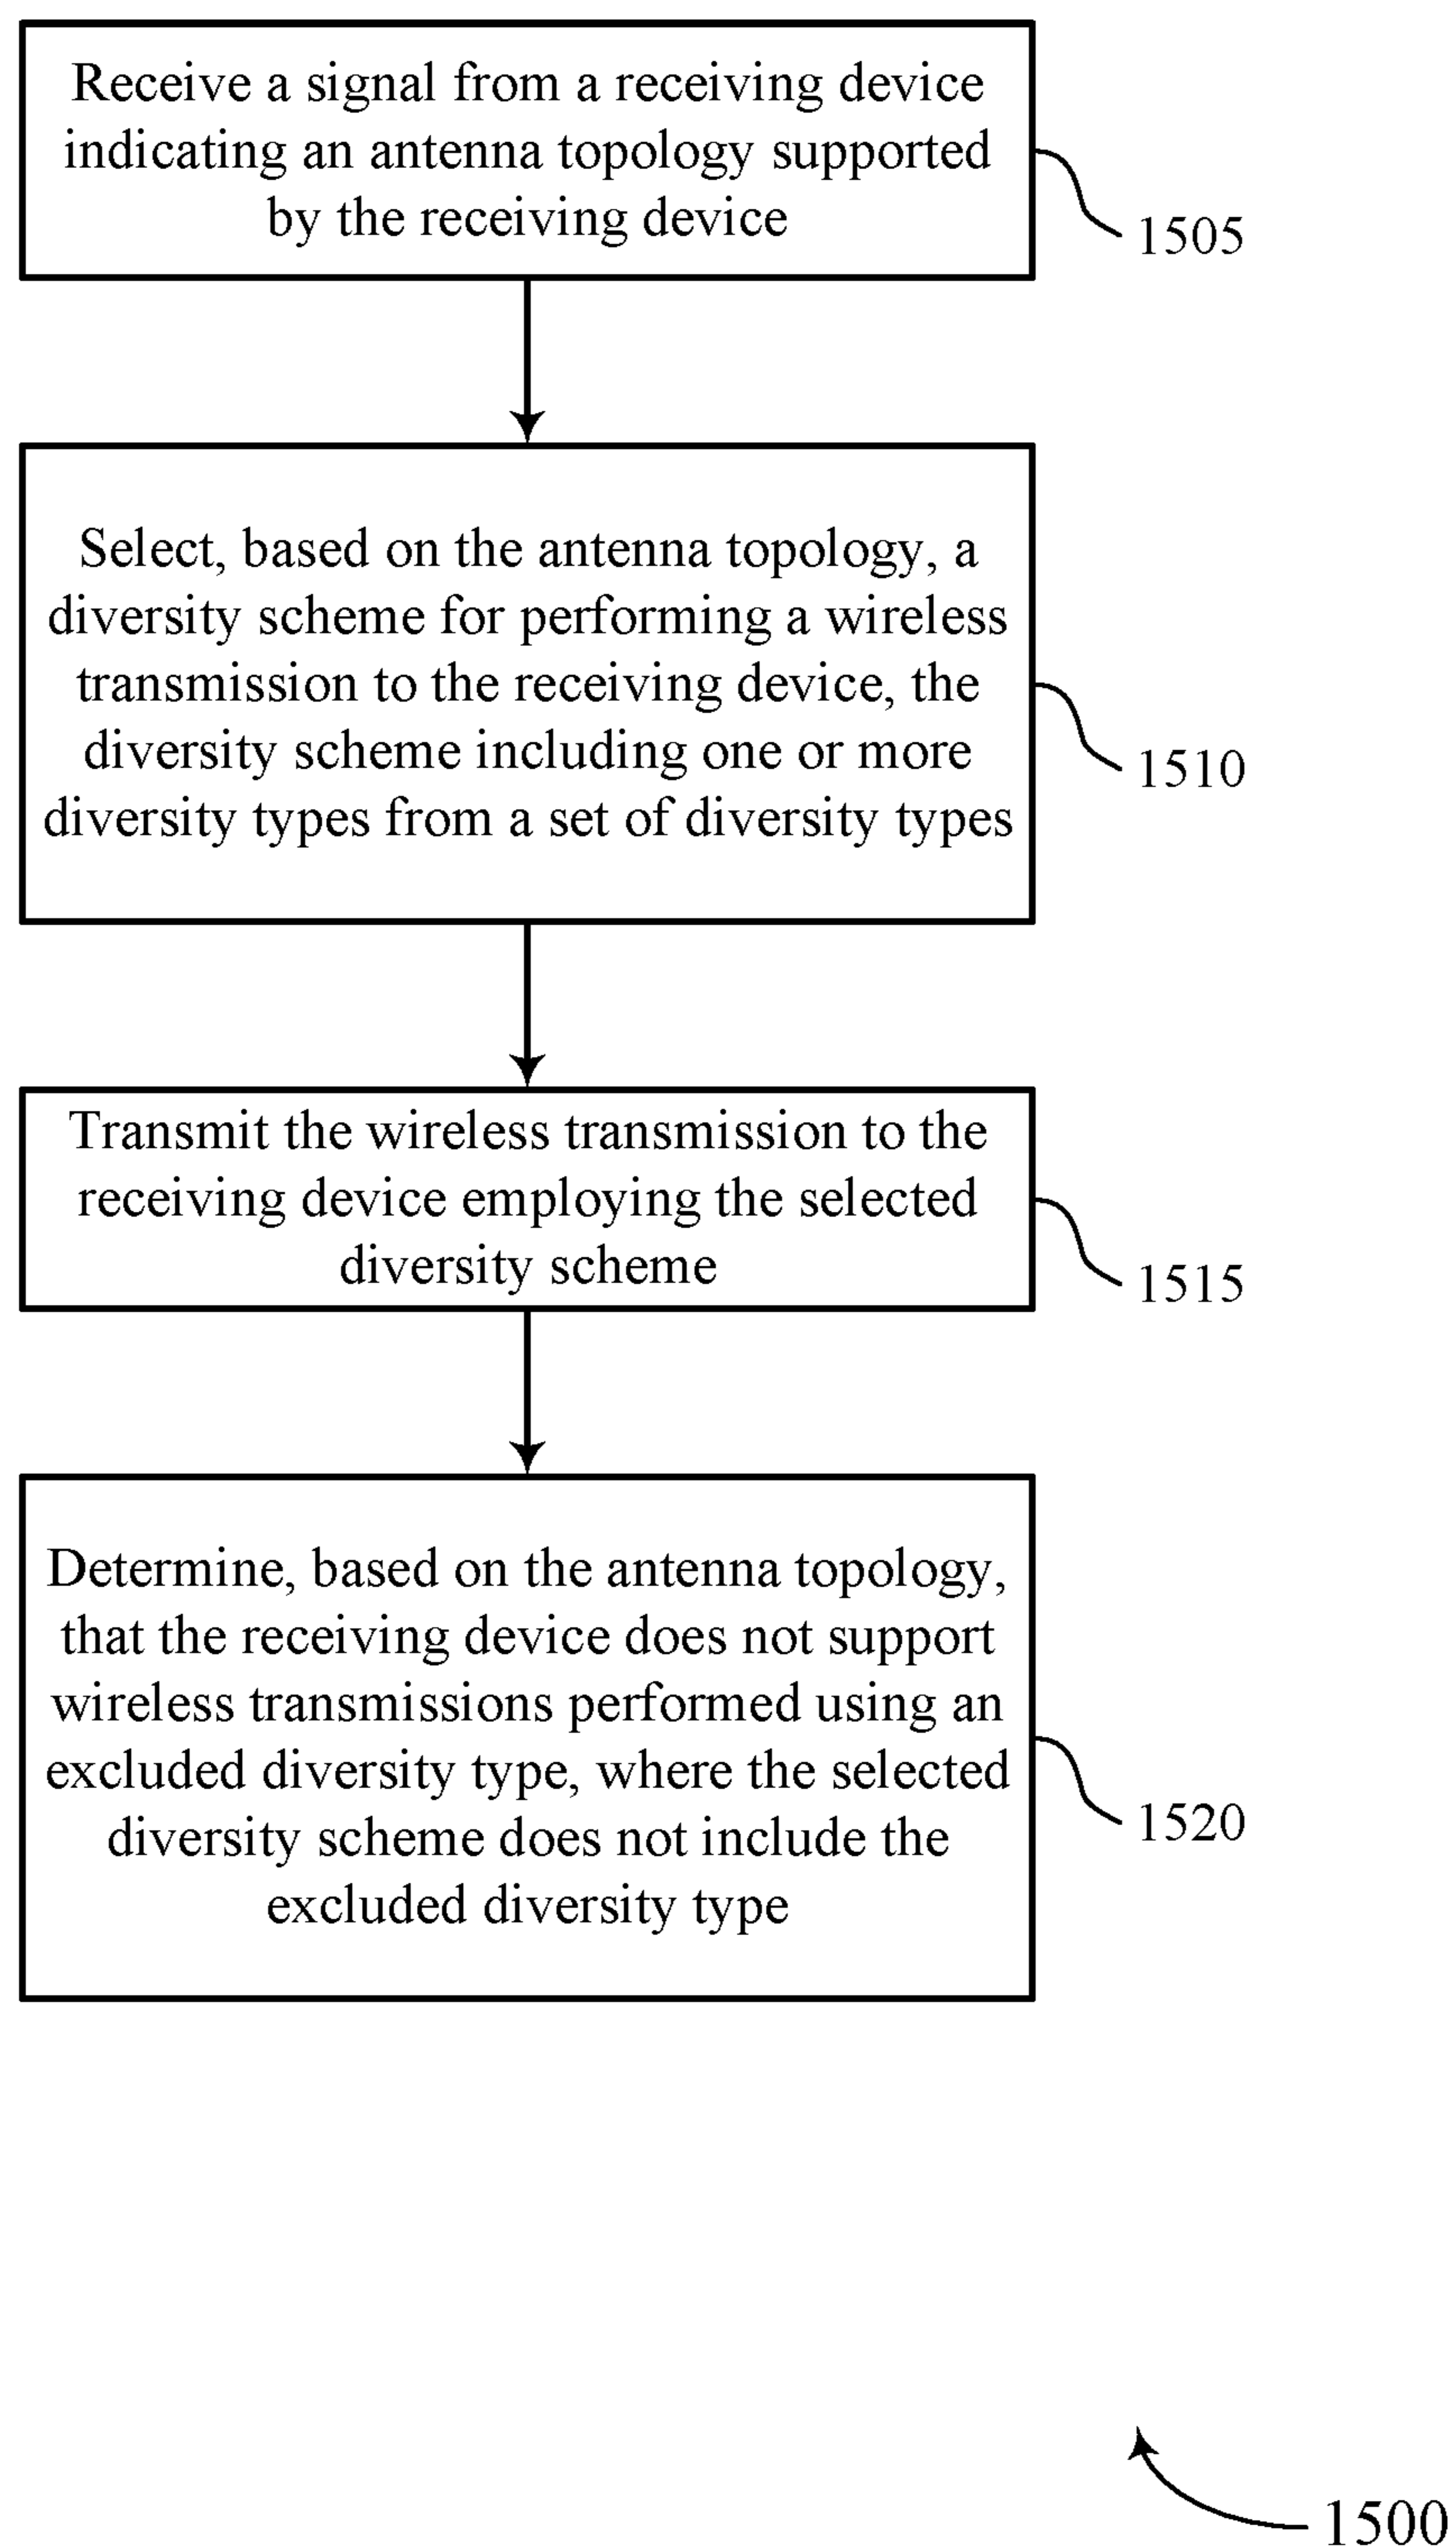 Receive a signal from a receiving device
indicating an antenna topology supported
by the receiving device
1505
Select, based on the antenna topology, a
diversity scheme for performing a wireless
transmission to the receiving device, the
diversity scheme including one or more
diversity types from a set of diversity types
1510
Transmit the wireless transmission to the
receiving device employing the selected
diversity scheme
1515
Determine, based on the antenna topology,
that the receiving device does not support
wireless transmissions performed using an
excluded diversity type, where the selected
diversity scheme does not include the
excluded diversity type
1520
1500